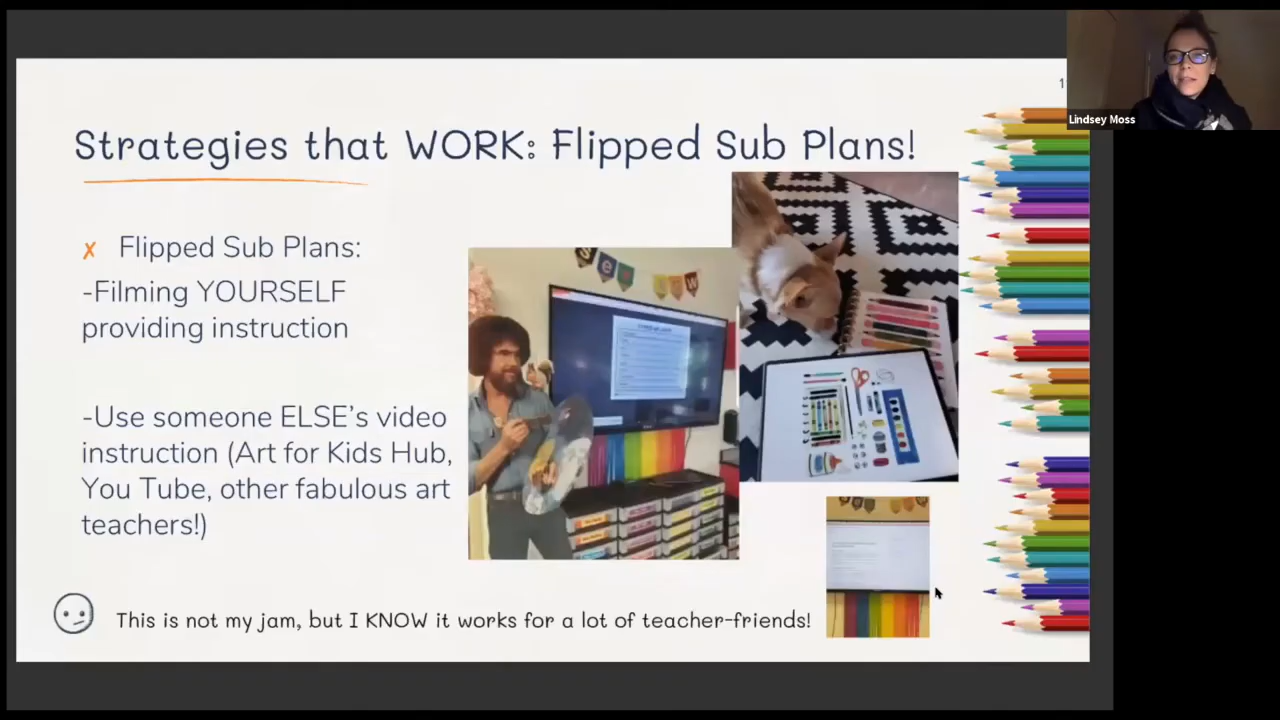 Lindsey Moss
Strategies that WORK: Flipped Sub Plans!
✗ Flipped Sub Plans:
-Filming YOURSELF
providing instruction
-Use someone ELSE's video
instruction (Art for Kids Hub,
You Tube, other fabulous art
teachers!)
This is not my jam, but I KNOW it works for a lot of teacher-friends!